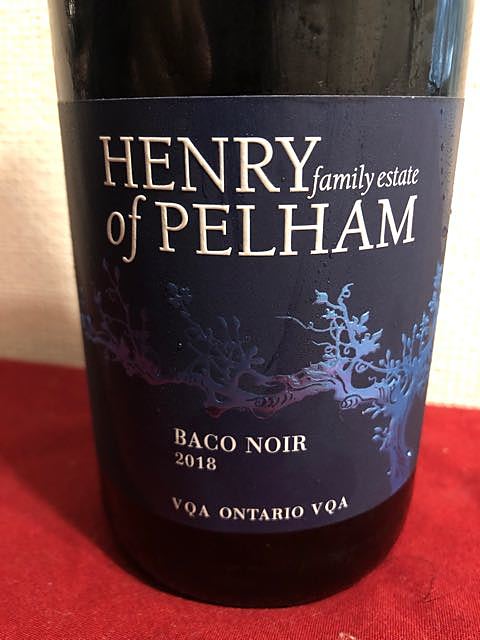 HENRY
family estate
of PELHAM
BACO NOIR
2018
VQA ONTARIO VQA